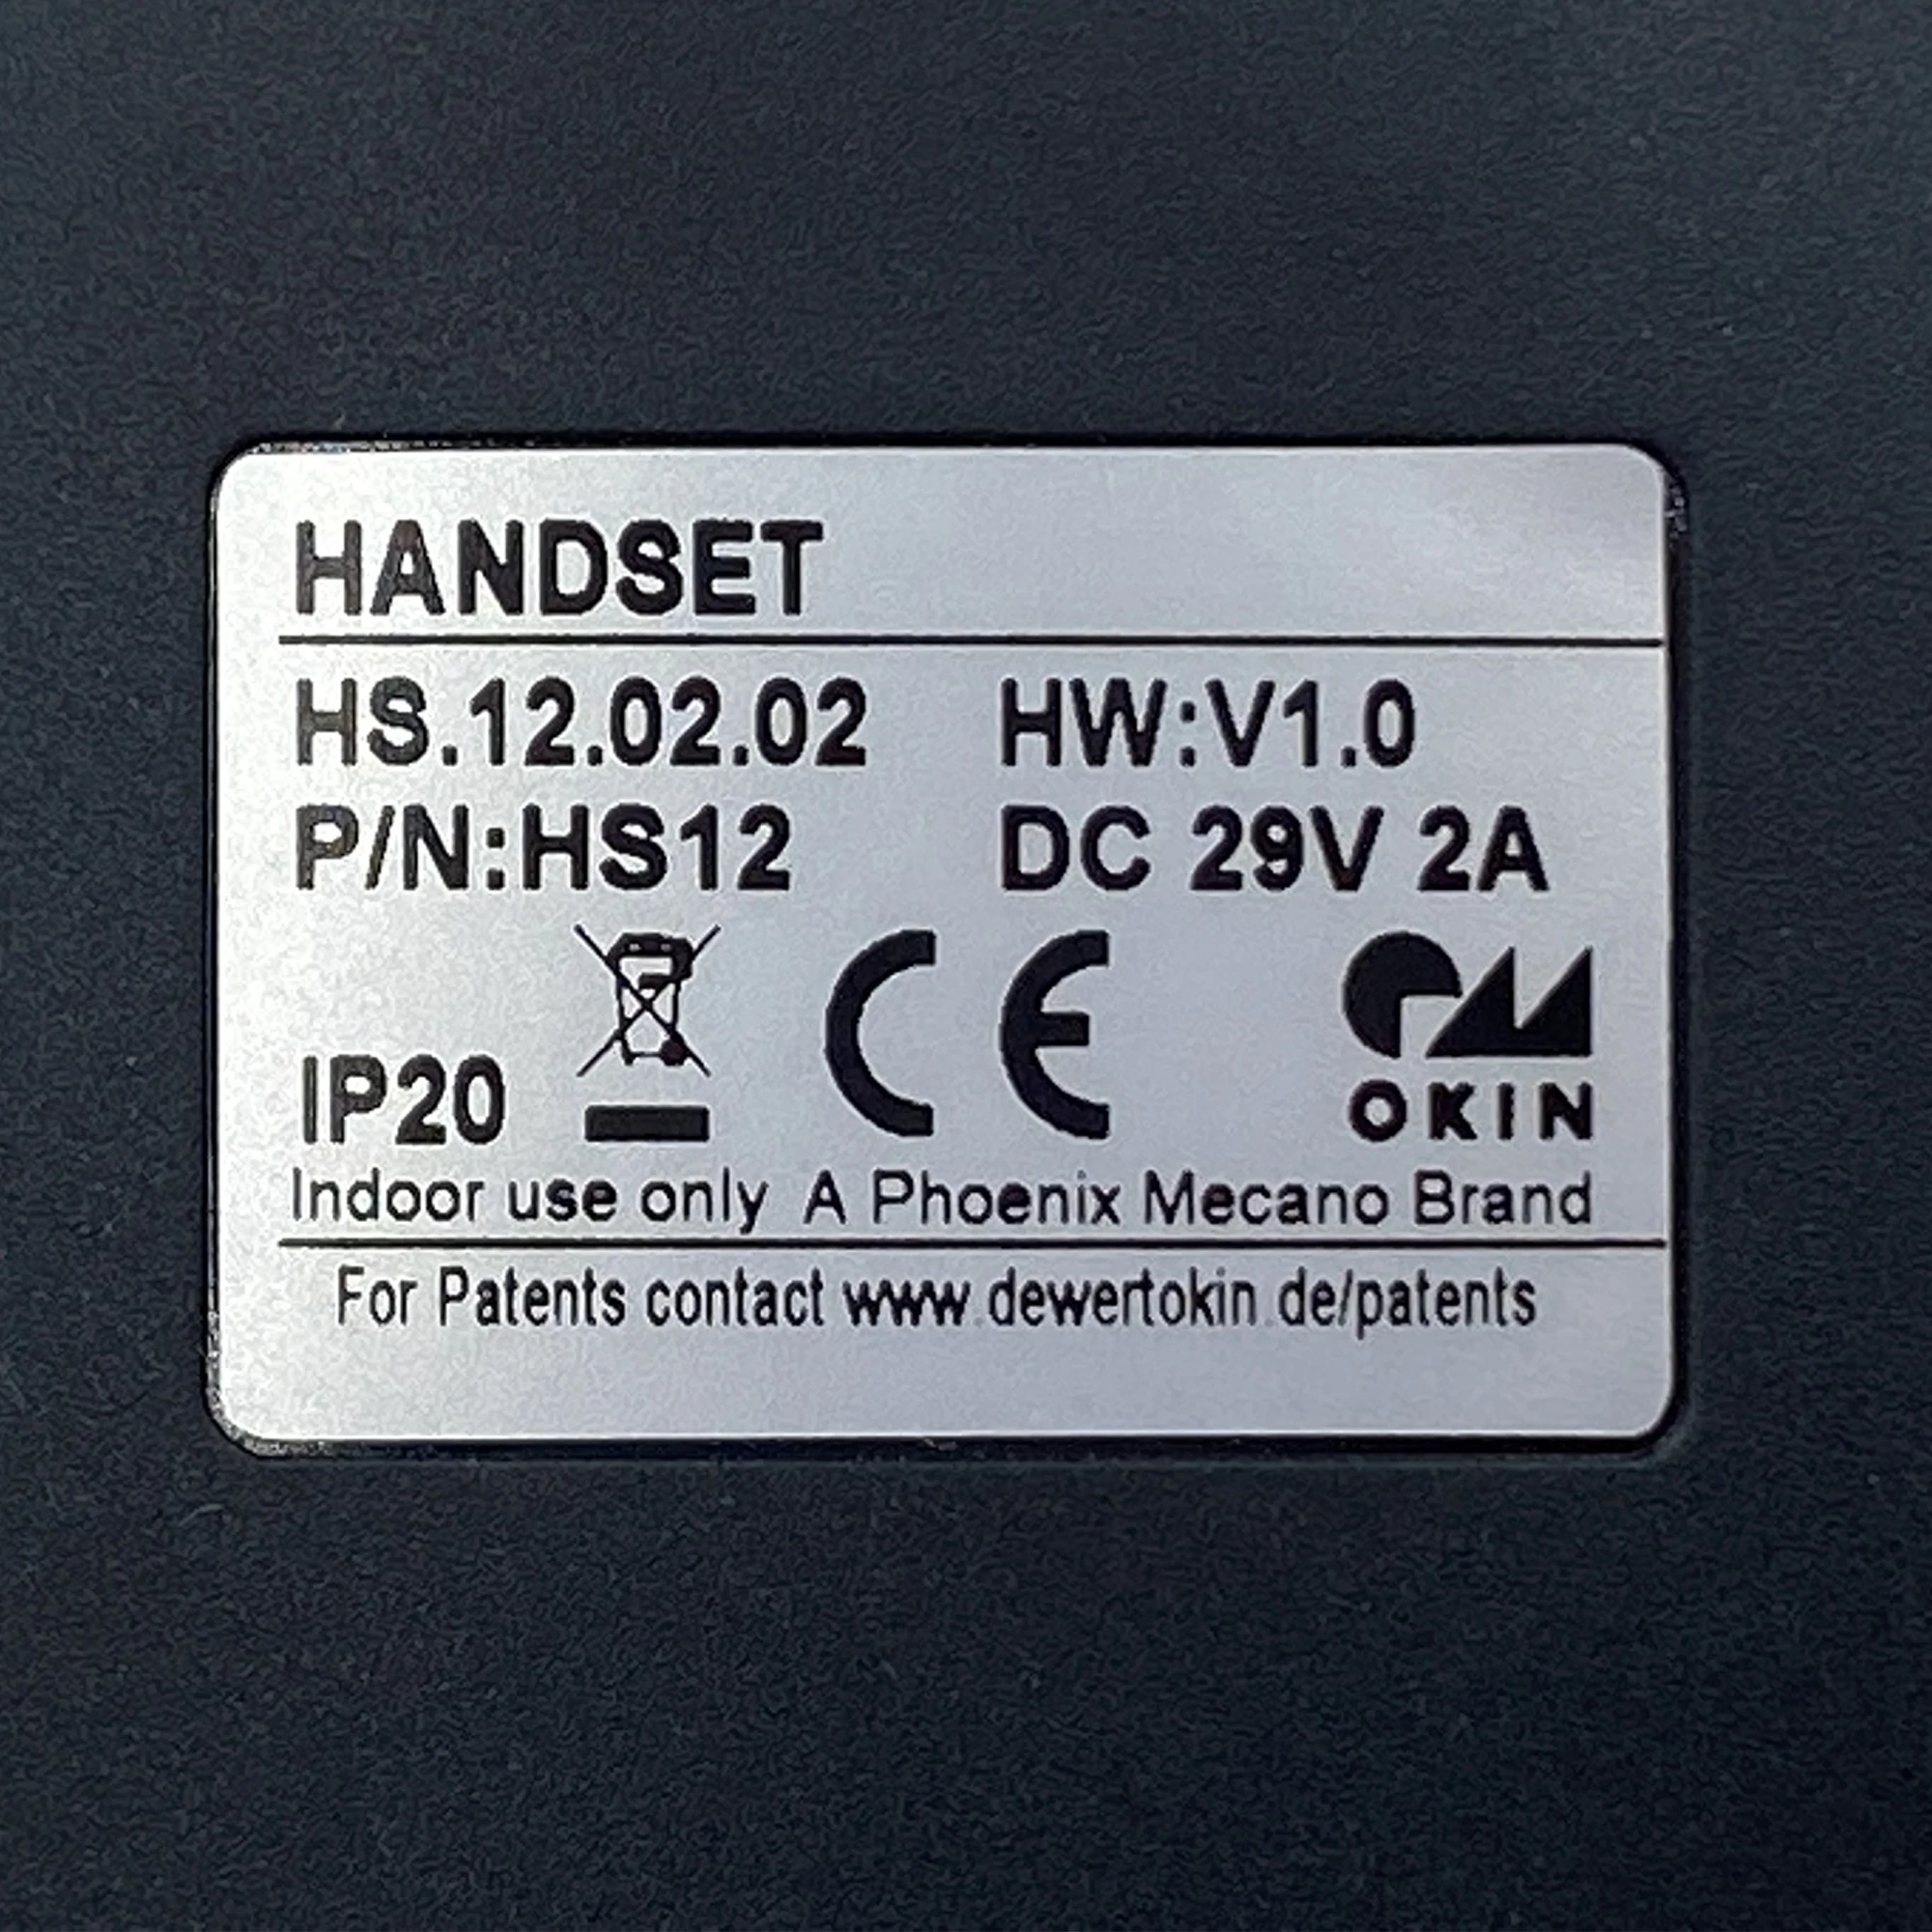 HANDSET
HS.12.02.02 HW:V1.0
P/N:HS12 DC 29V 2A
IP20 CE OKIN
Indoor use only A Phoenix Mecano Brand
For Patents contact www.dewertokin.de/patents